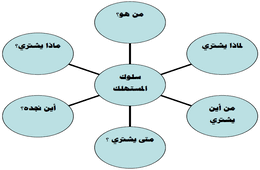 من هو؟
ماذا يشتري؟
لماذا يشتري
سلوك
المستهلك
أين نجده؟
من أين
يشتري
متى يشتري ؟